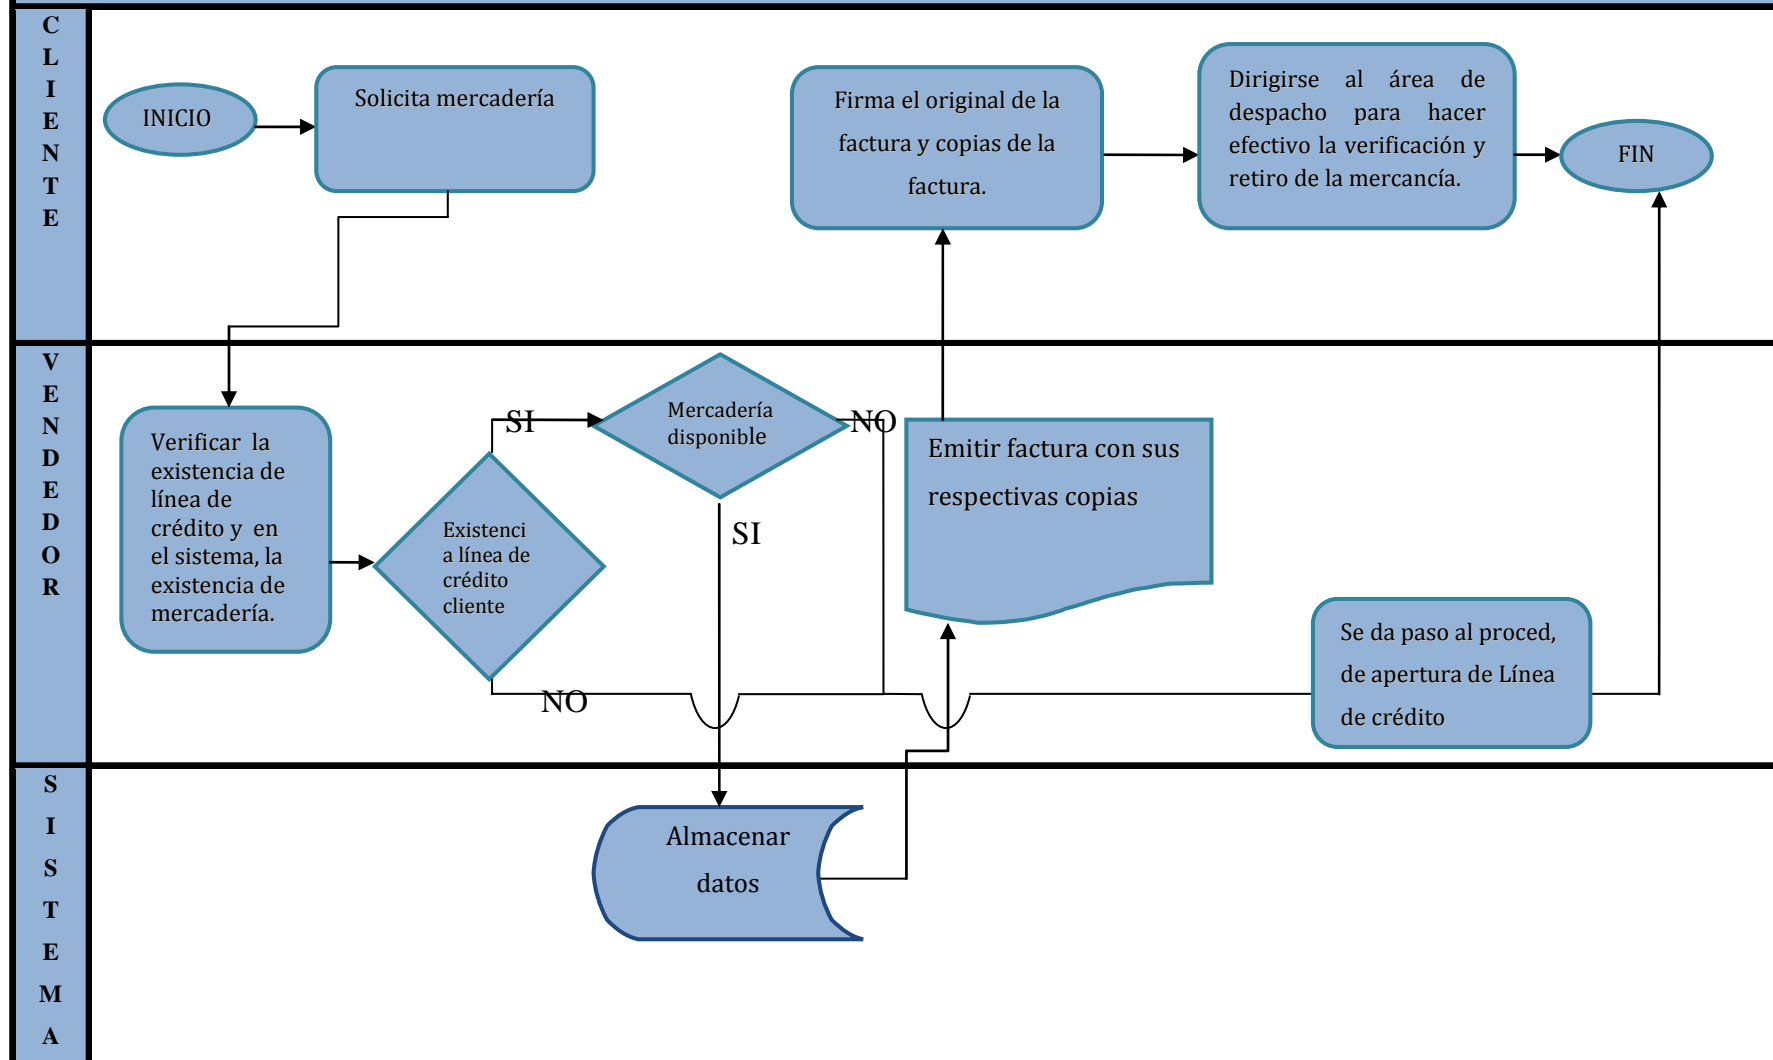 C
L
I
E
N
T
E
INICIO
Solicita mercadería
Firma el original de la
factura y copias de la
factura.
Dirigirse al área de
despacho para hacer
efectivo la verificación y
retiro de la mercancía.
FIN
V
E
N
D
E
D
O
R
Verificar la
existencia de
línea de
crédito y en
el sistema, la
existencia de
mercadería.
Existenci
a línea de
crédito
cliente
SI
NO
Mercadería
disponible
NO
SI
Emitir factura con sus
respectivas copias
Se da paso al proced,
de apertura de Línea
de crédito
S
I
S
T
E
M
A
Almacenar
datos